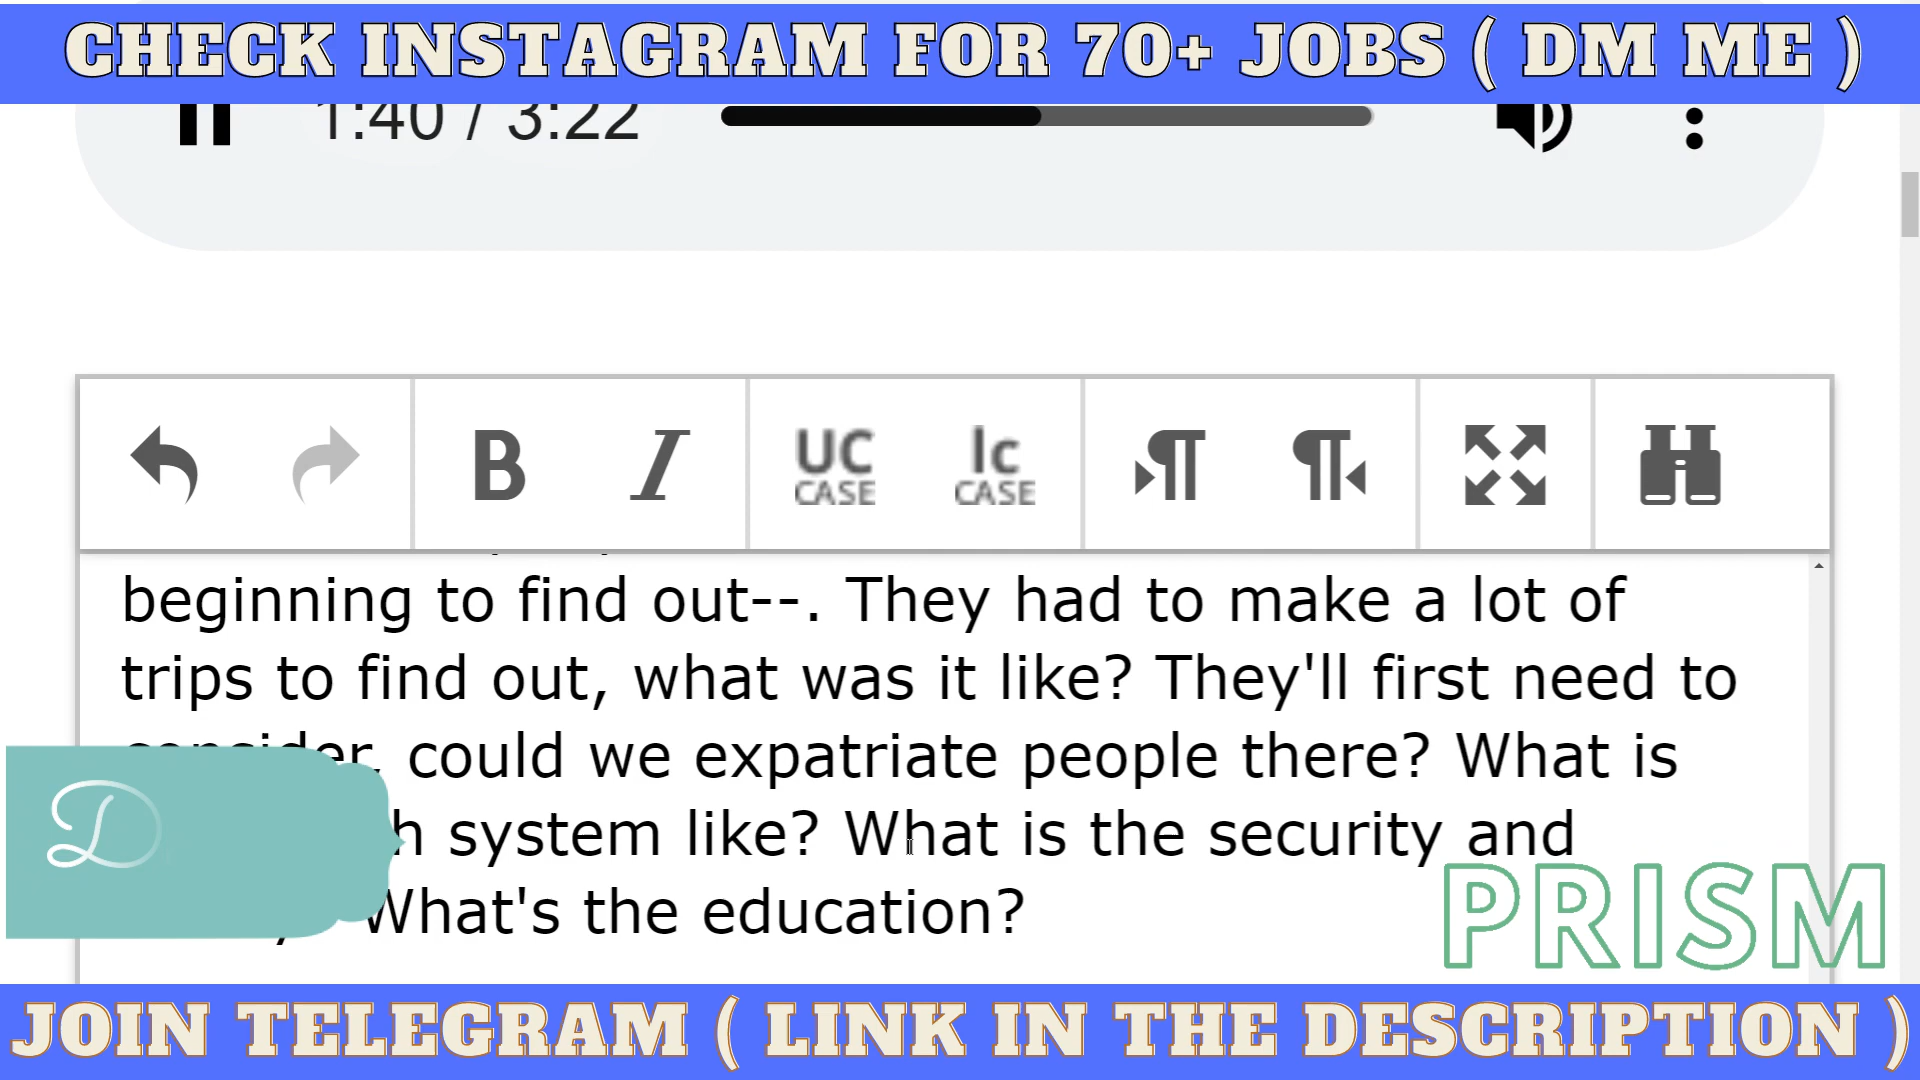 CHECK INSTAGRAM FOR 70+ JOBS ( DM ME )
1:40 / 3:22
B I UC CASE lc CASE
beginning to find out--. They had to make a lot of
trips to find out, what was it like? They'll first need to
consider, could we expatriate people there? What is
system like? What is the security and
What's the education?
D
PRISM
JOIN TELEGRAM ( LINK IN THE DESCRIPTION )